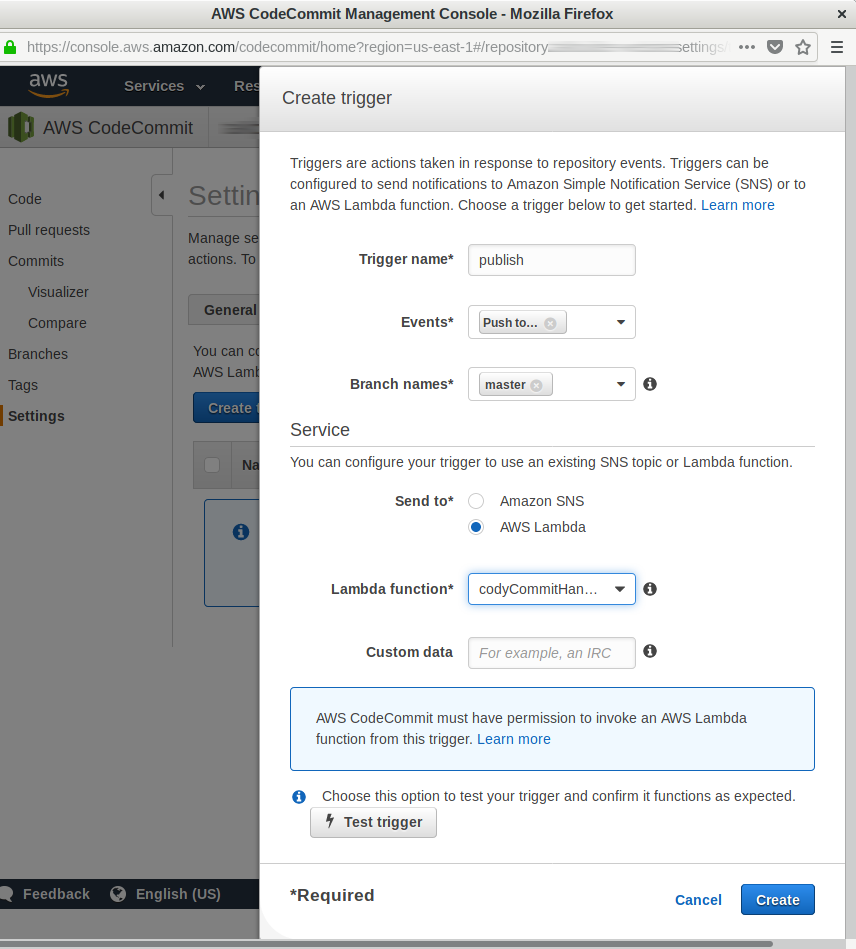 AWS CodeCommit Management Console - Mozilla Firefox
https://console.aws.amazon.com/codecommit/home?region=us-east-1#/repository settings/
aws
Services
Res
AWS CodeCommit
Code
Pull requests
Commits
Visualizer
Compare
Branches
Tags
Settings
Settin
Manage se
actions. To
General
You can co
AWS Lamb
Create t
Na
Create trigger
Triggers are actions taken in response to repository events. Triggers can be
configured to send notifications to Amazon Simple Notification Service (SNS) or to
an AWS Lambda function. Choose a trigger below to get started. Learn more
Trigger name* publish
Events* Push to...
Branch names* master
Service
You can configure your trigger to use an existing SNS topic or Lambda function.
Send to* Amazon SNS
AWS Lambda
Lambda function* codyCommitHan...
Custom data For example, an IRC
AWS CodeCommit must have permission to invoke an AWS Lambda
function from this trigger. Learn more
Choose this option to test your trigger and confirm it functions as expected.
Test trigger
*Required
Cancel
Create
Feedback
English (US)